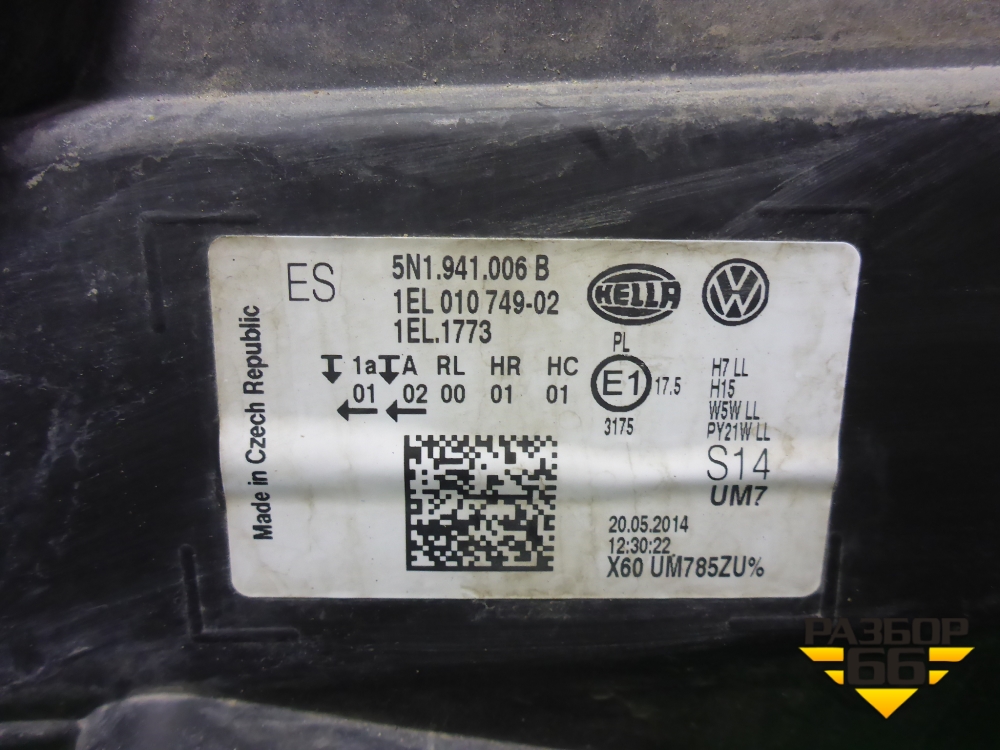 ES
5N1.941.006 B
1EL 010 749-02
1EL.1773
HELLA
VW
Made in Czech Republic
1a A RL HR HC
01 02 00 01 01
PL
E1 17.5
3175
H7 LL
H15
W5W LL
PY21W LL
S14
UM7
20.05.2014
12:30:22
X60 UM785ZU%
РАЗБОР
66